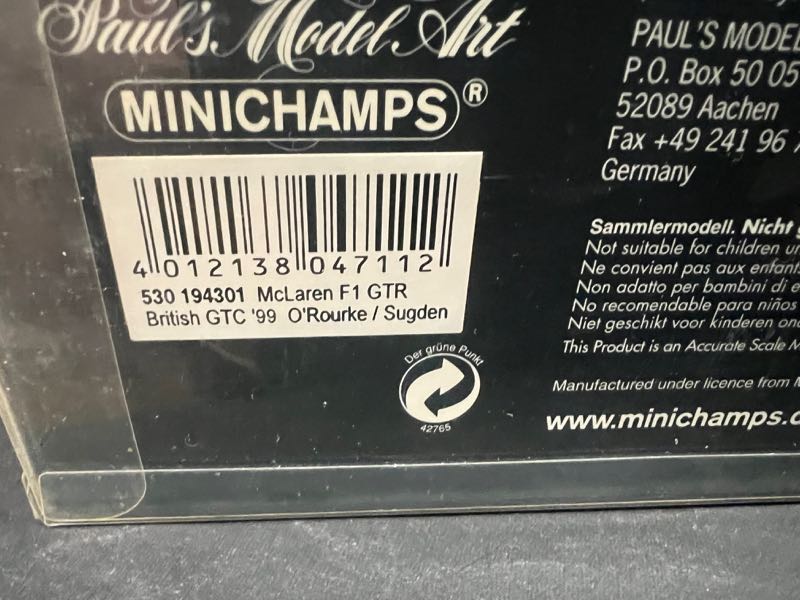 Paul's Model Art
MINICHAMPS®
4 012138 047112
530 194301 McLaren F1 GTR
British GTC '99 O'Rourke / Sugden
Der grüne Punkt
42765
PAUL'S MODEL
P.O. Box 50 05
52089 Aachen
Fax +49 241 96
Germany
Sammlermodell. Nicht
Not suitable for children
Ne convient pas aux
Non adatto per bambini di
No recomendable para niños
Niet geschikt voor kinderen
This Product is an Accurate Scale
Manufactured under licence from
www.minichamps.